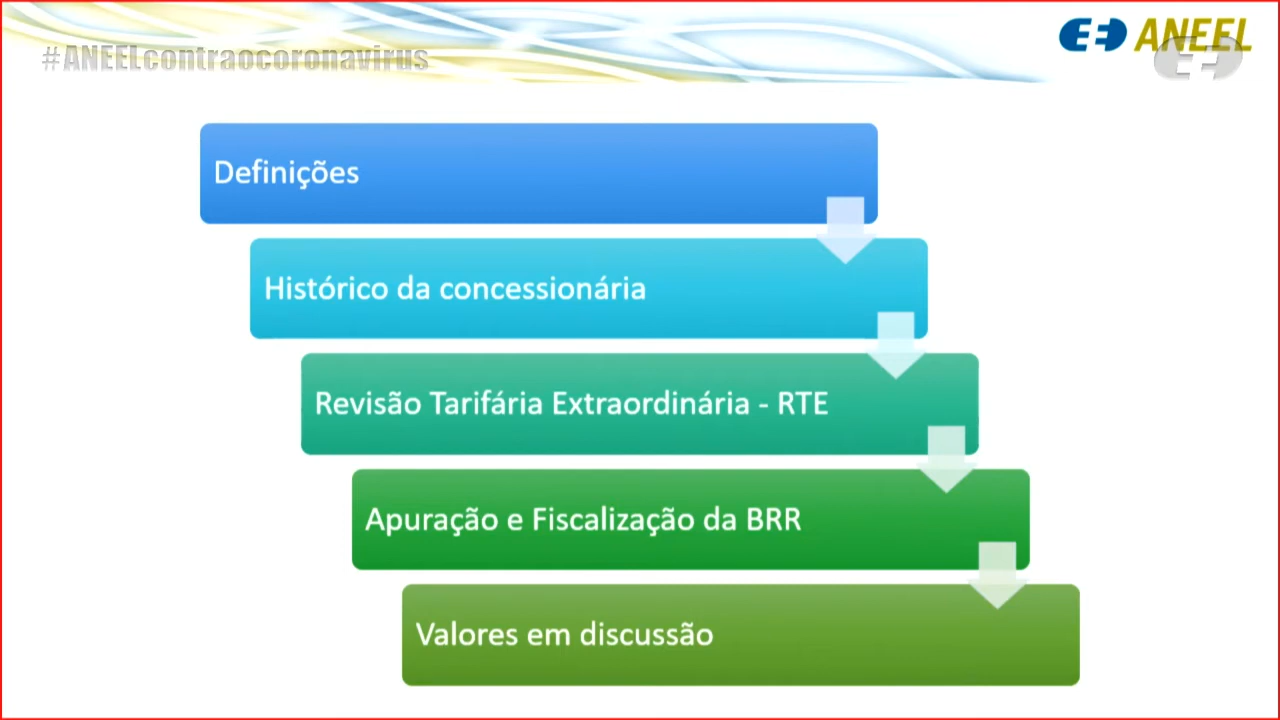 #ANEELcontraocoronavirus
ANEEL
Definições
Histórico da concessionária
Revisão Tarifária Extraordinária - RTE
Apuração e Fiscalização da BRR
Valores em discussão